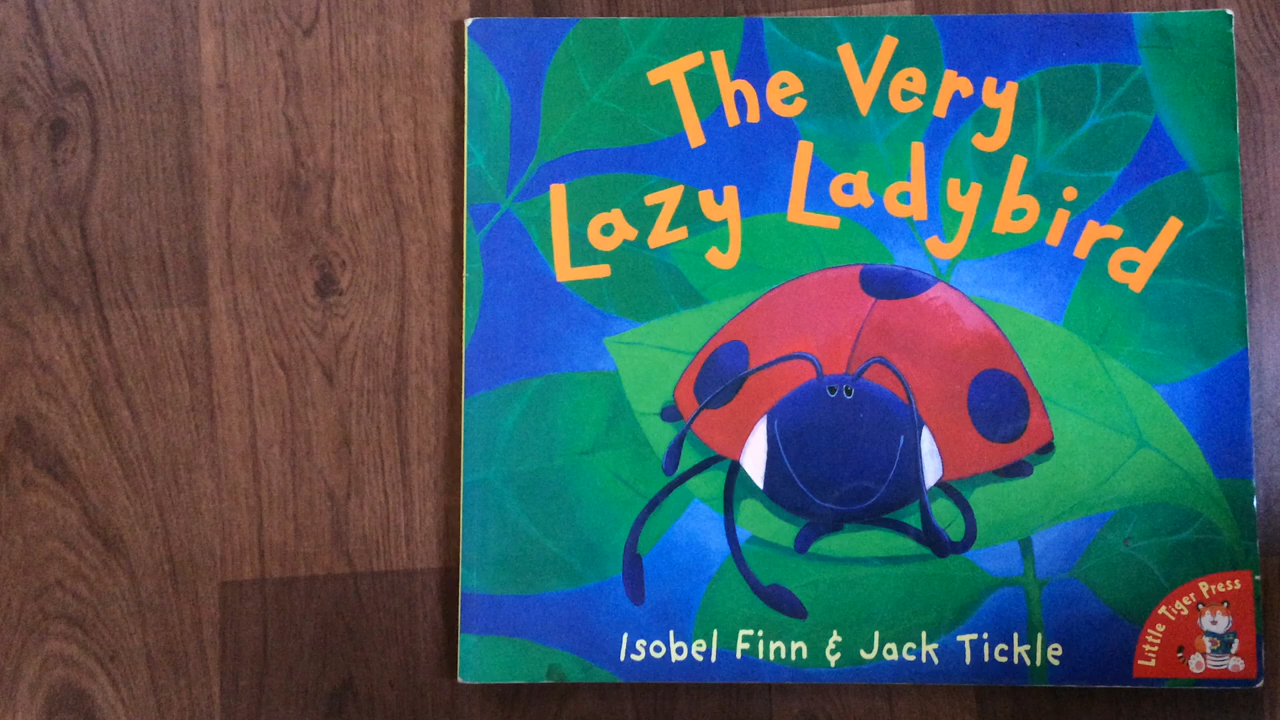 The Very
Lazy Ladybird
Isobel Finn & Jack Tickle
Little Tiger Press